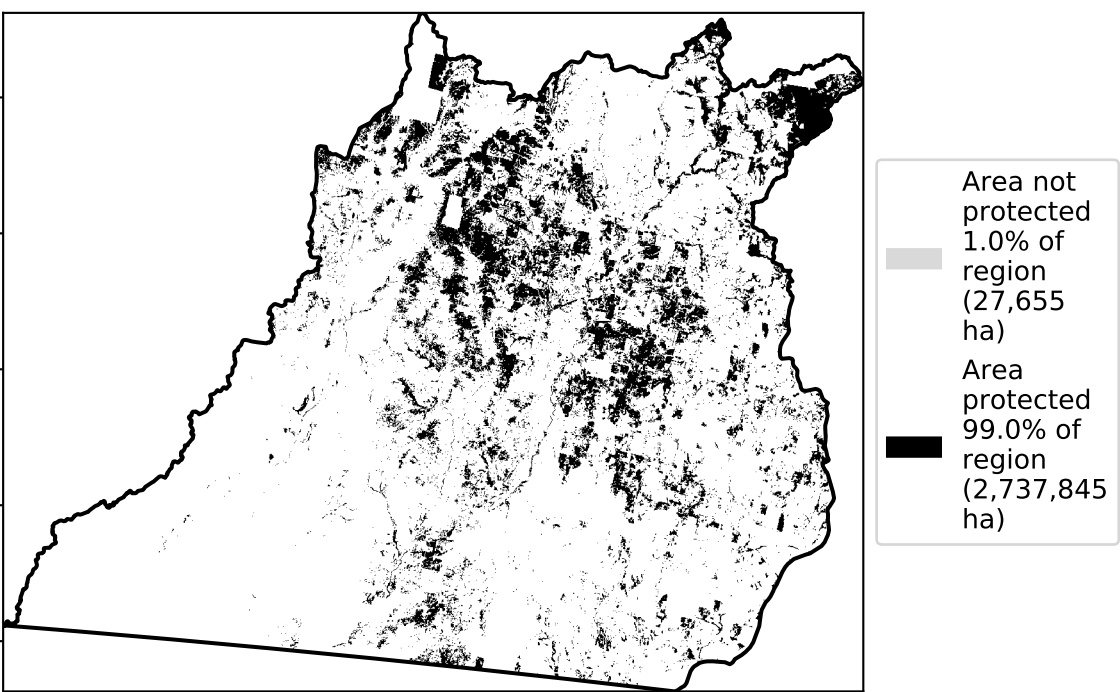 Area not
protected
1.0% of
region
(27,655
ha)
Area
protected
99.0% of
region
(2,737,845
ha)